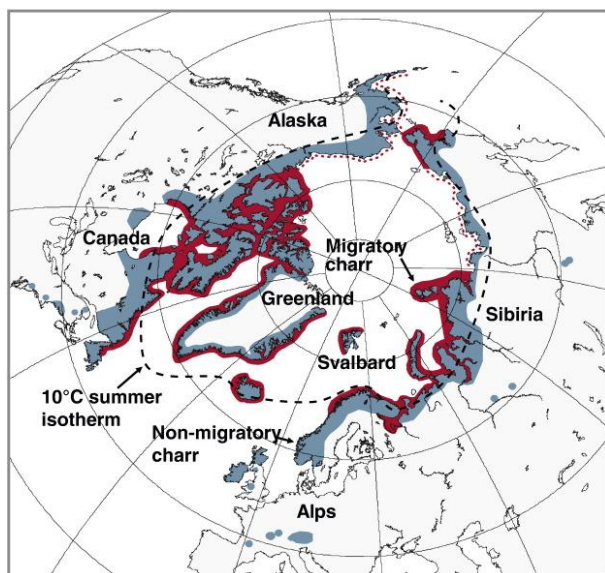 Alaska
Canada
Migratory
charr
Greenland
Sibiria
Svalbard
10°C summer
isotherm
Non-migratory
charr
Alps